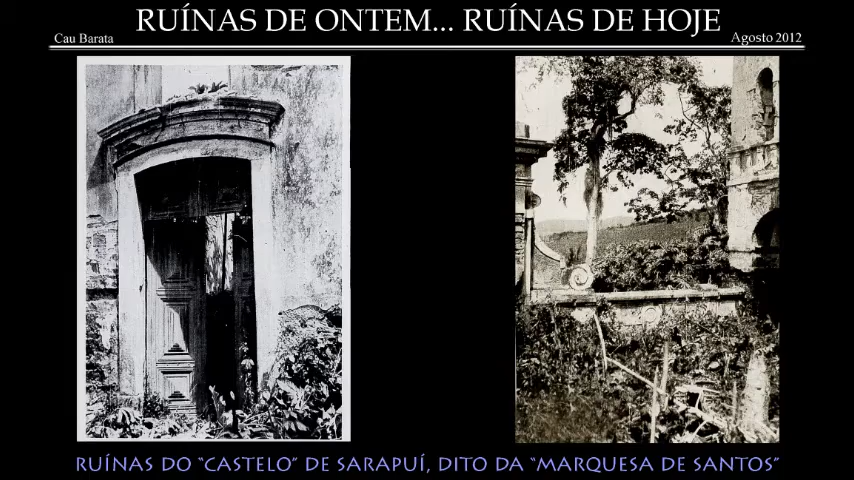 RUÍNAS DE ONTEM... RUÍNAS DE HOJE
Cau Barata
Agosto 2012
RUÍNAS DO “CASTELO” DE SARAPUÍ, DITO DA “MARQUESA DE SANTOS”